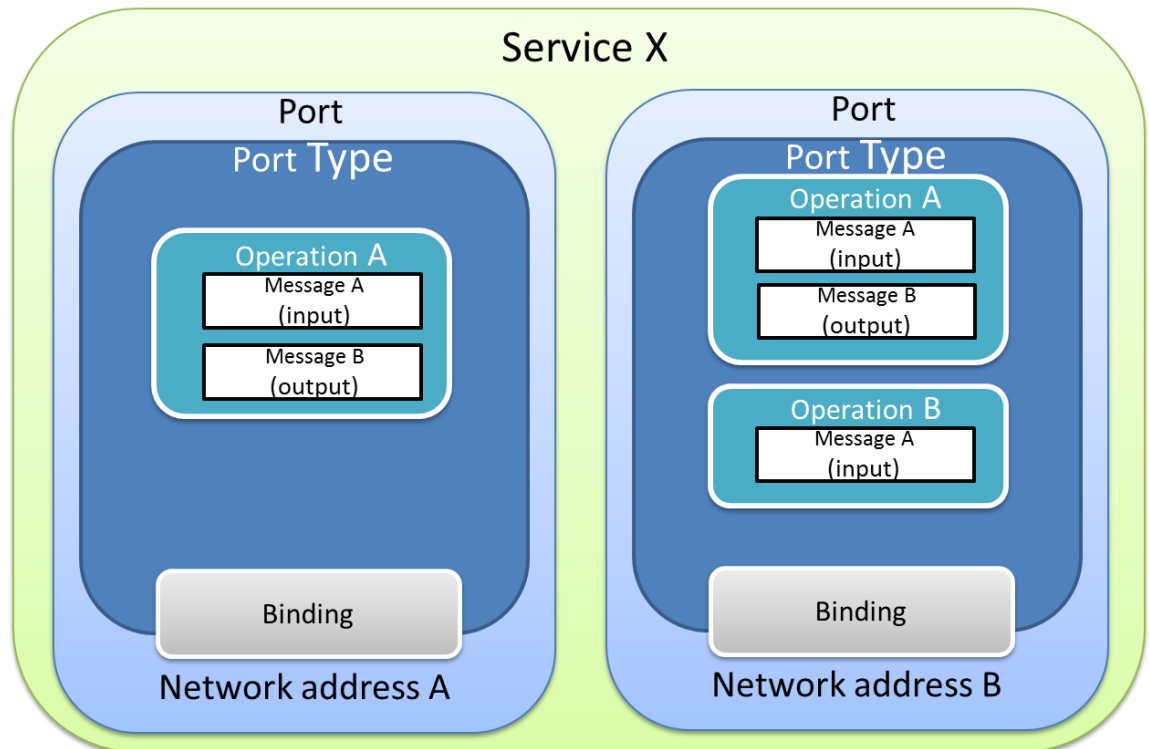 Service X
Port
Port Type
Operation A
Message A
(input)
Message B
(output)
Binding
Network address A
Port
Port Type
Operation A
Message A
(input)
Message B
(output)
Operation B
Message A
(input)
Binding
Network address B